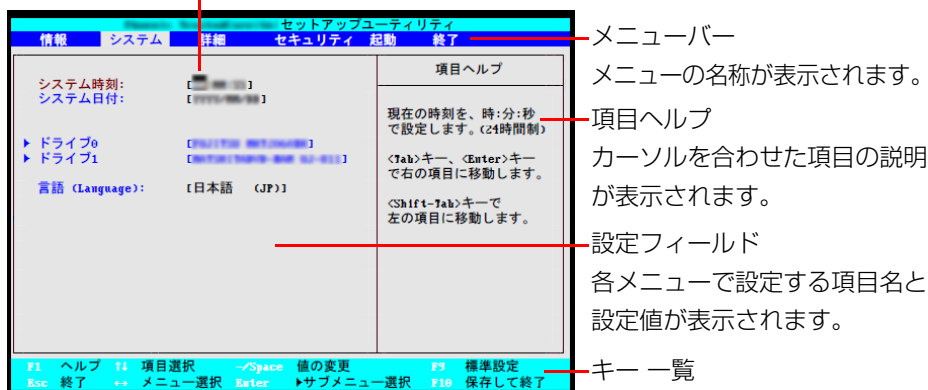 セットアップユーティリティ
情報 システム 詳細 セキュリティ 起動 終了
システム時刻: [
システム日付: [
ドライブ0
ドライブ1
言語 (Language): [日本語 (JP)]
項目ヘルプ
現在の時刻を、時:分:秒
で設定します。(24時間制)
<Tab>キー、<Enter>キー
で右の項目に移動します。
<Shift-Tab>キーで
左の項目に移動します。
F1 ヘルプ ↑↓ 項目選択 -/Space 値の変更 F9 標準設定
Esc 終了 ↔ メニュー選択 Enter ▶サブメニュー選択 F10 保存して終了
メニューバー
メニューの名称が表示されます。
項目ヘルプ
カーソルを合わせた項目の説明
が表示されます。
設定フィールド
各メニューで設定する項目名と
設定値が表示されます。
キー 一覧